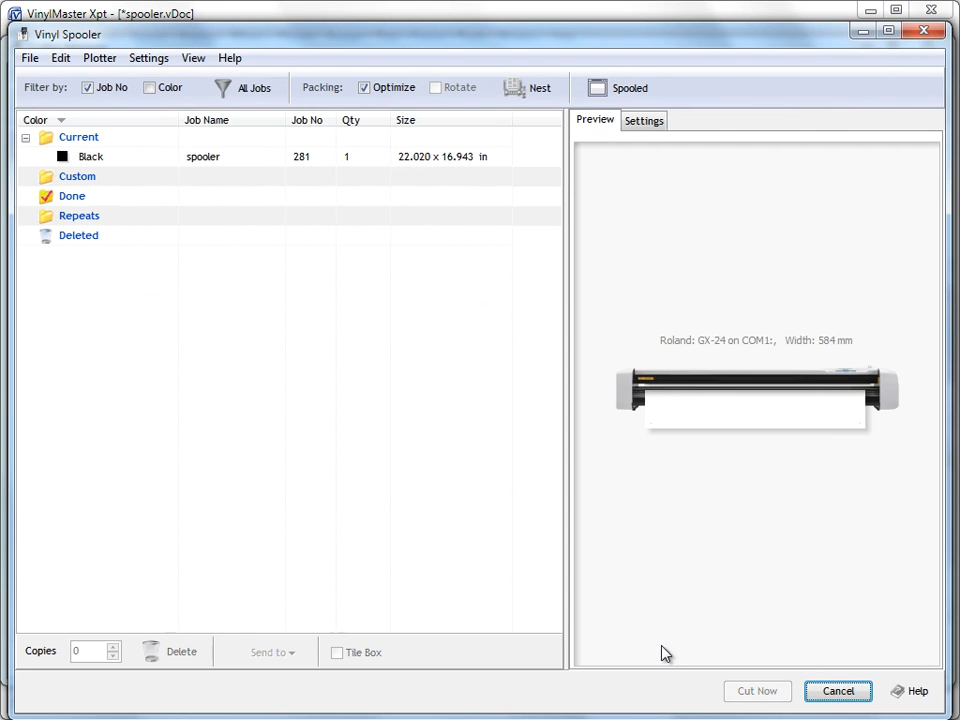 VinylMaster Xpt - [*spooler.vDoc]
Vinyl Spooler
File Edit Plotter Settings View Help
Filter by: Job No Color All Jobs Packing: Optimize Rotate Nest Spooled
Color Job Name Job No Qty Size
Preview Settings
Current
Black spooler 281 1 22.020 x 16.943 in
Custom
Done
Repeats
Deleted
Roland: GX-24 on COM1:, Width: 584 mm
Copies 0 Delete Send to Tile Box
Cut Now Cancel Help